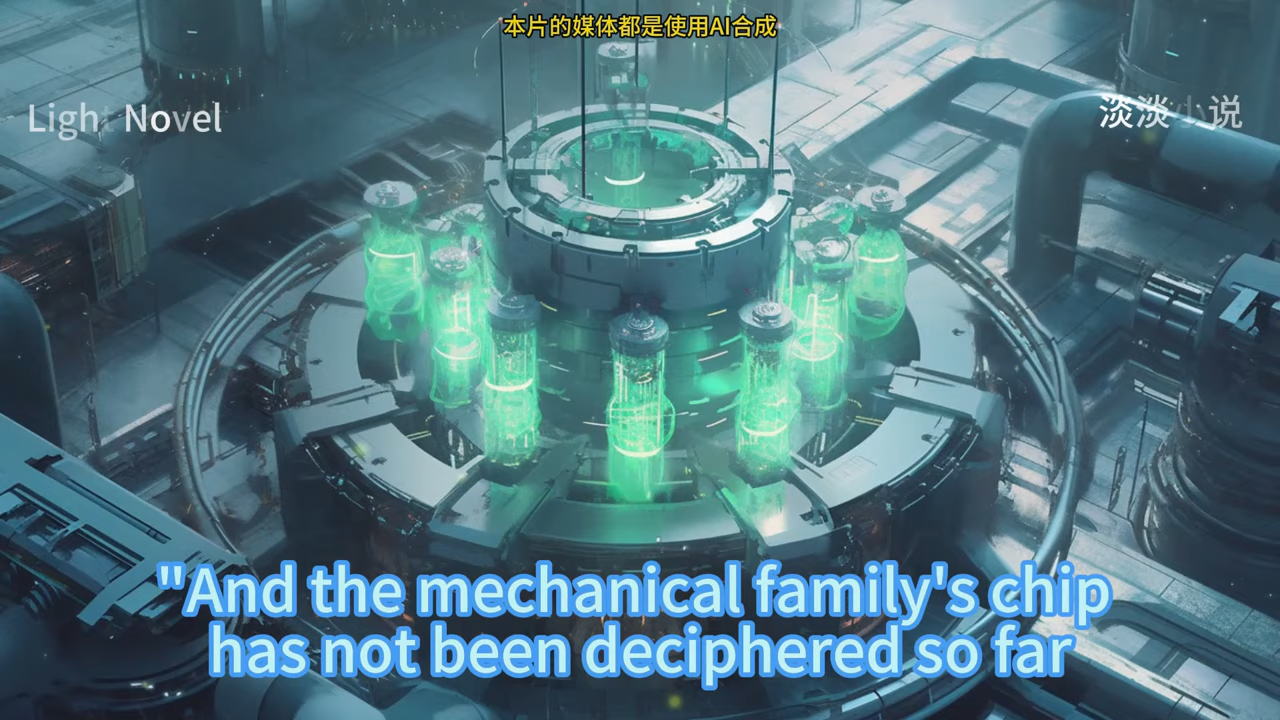 本片的媒体都是使用AI合成
Light Novel
淡淡小说
"And the mechanical family's chip
has not been deciphered so far